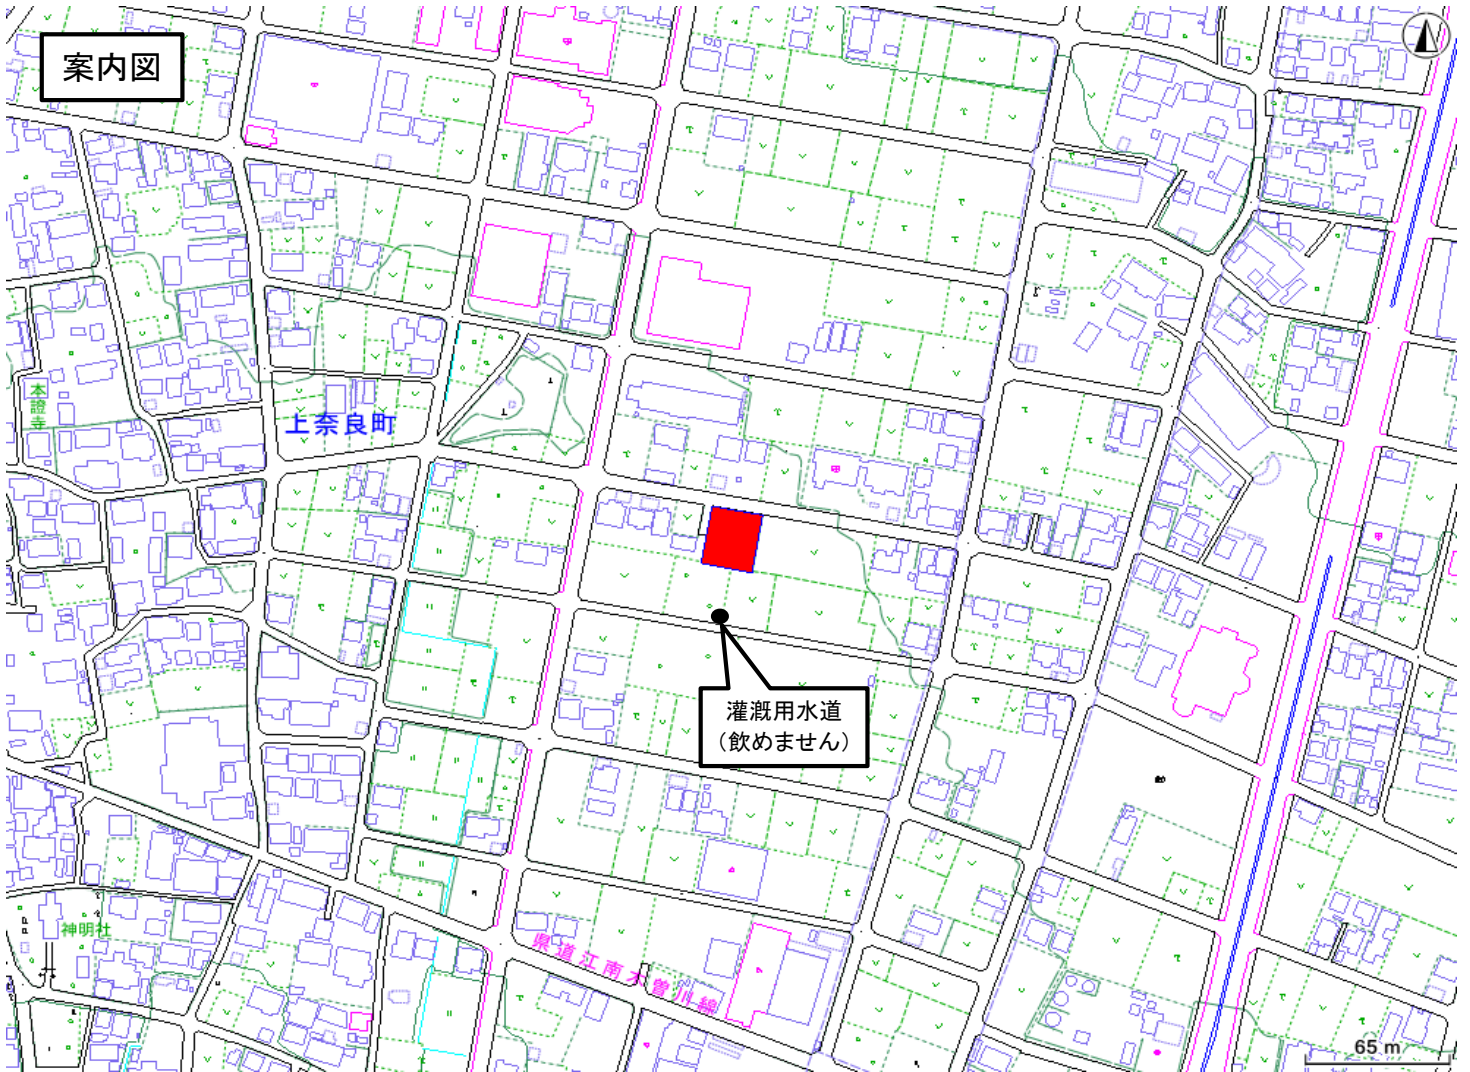 案内図
本證寺
上奈良町
灌漑用水道
（飲めません）
神明社
県道江南木曽川線
65 m